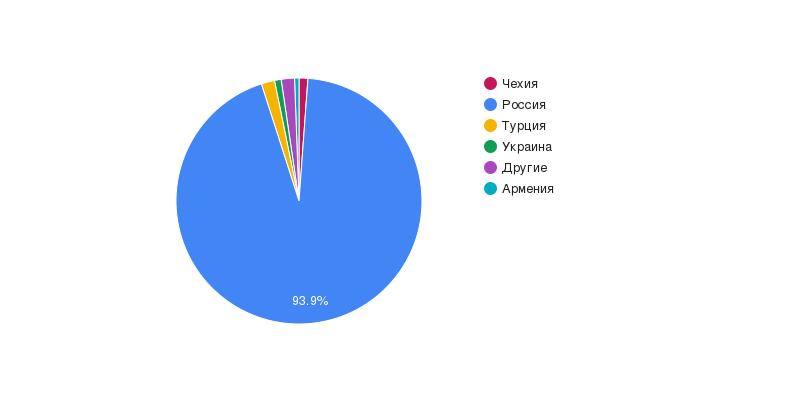 Чехия
Россия
Турция
Украина
Другие
Армения
93.9%